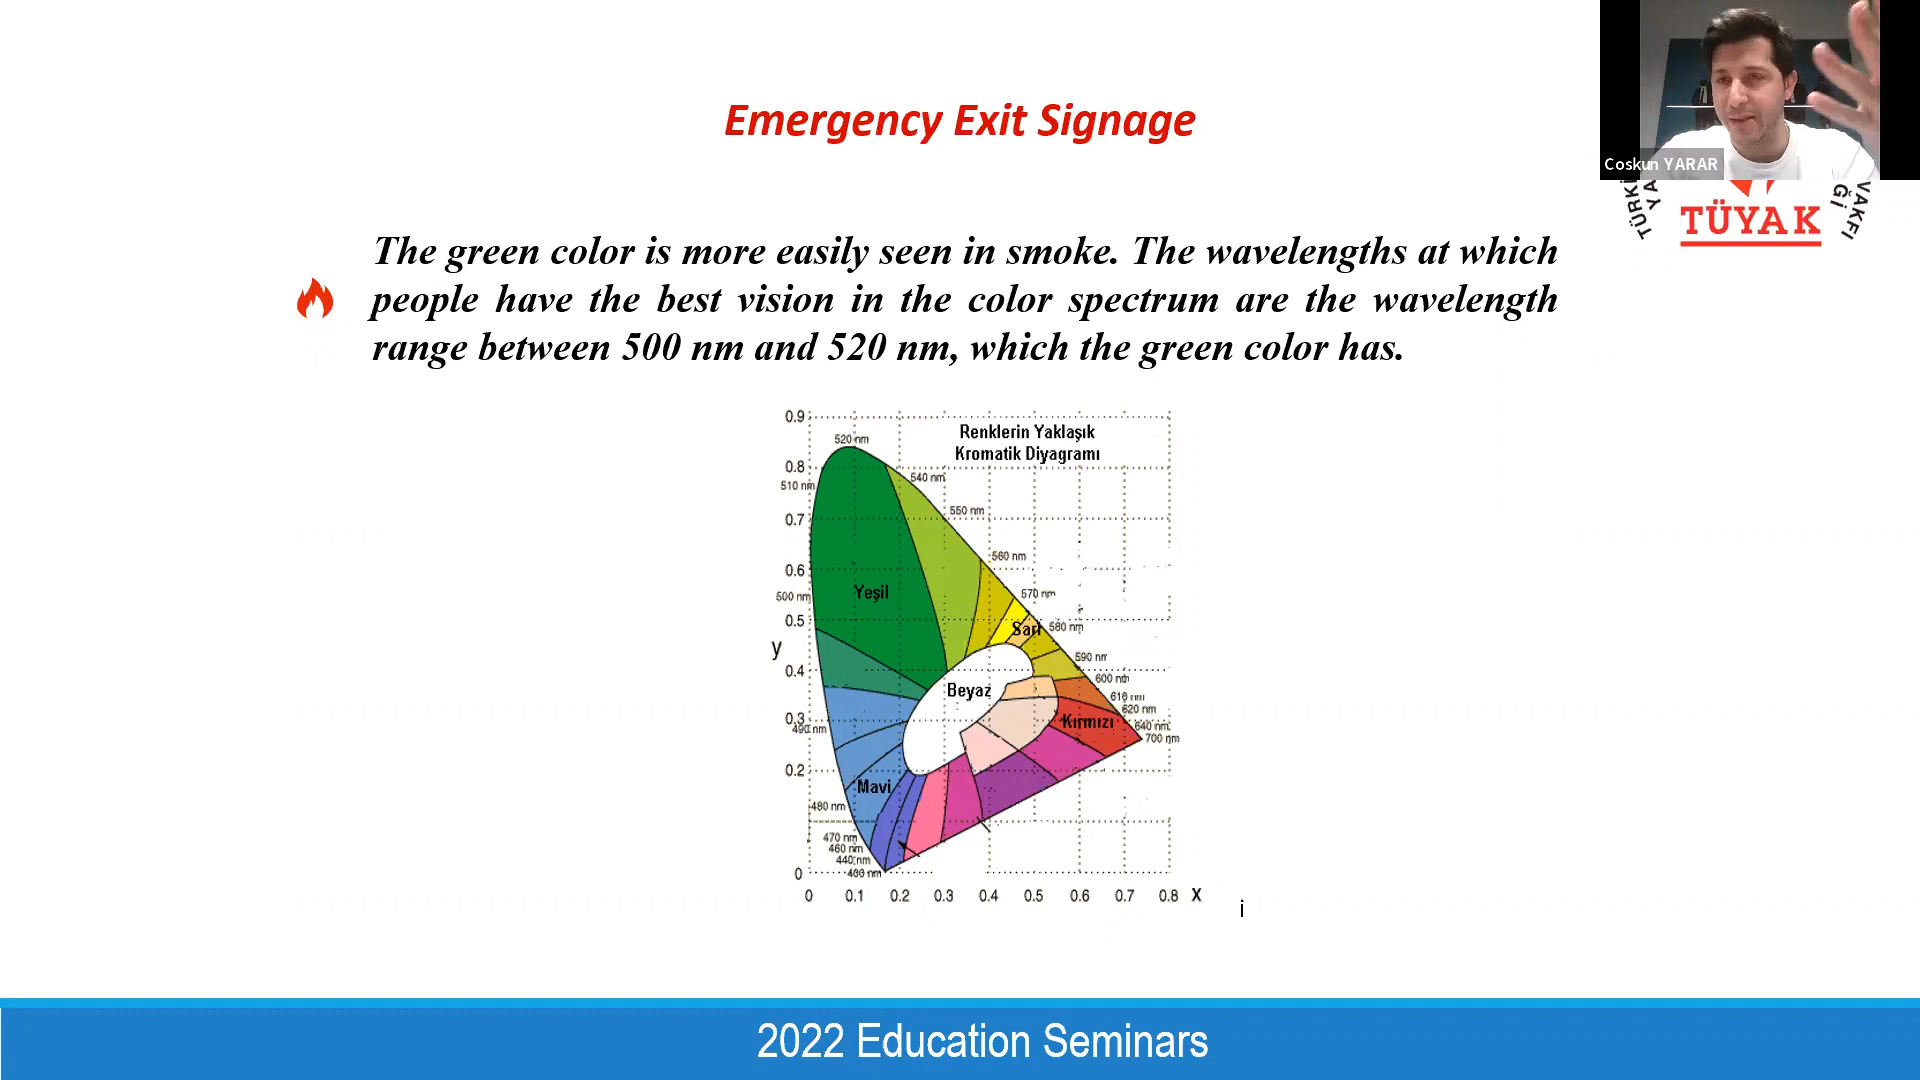 Emergency Exit Signage
Coskun YARAR
TÜRKİ
YA
VAKFI
Ğİ
TÜYAK
The green color is more easily seen in smoke. The wavelengths at which
people have the best vision in the color spectrum are the wavelength
range between 500 nm and 520 nm, which the green color has.
Renklerin Yaklaşık
Kromatik Diyagramı
0.9
520 nm
0.8
540 nm
510 nm
550 nm
0.7
560 nm
0.6
Yeşil
570 nm
500 nm
0.5
Sarı
580 nm
y
590 nm
0.4
600 nm
Beyaz
610 nm
620 nm
0.3
Kırmızı
640 nm
490 nm
700 nm
0.2
Mavi
480 nm
470 nm
460 nm
440 nm
400 nm
0
0 0.1 0.2 0.3 0.4 0.5 0.6 0.7 0.8 x
i
2022 Education Seminars